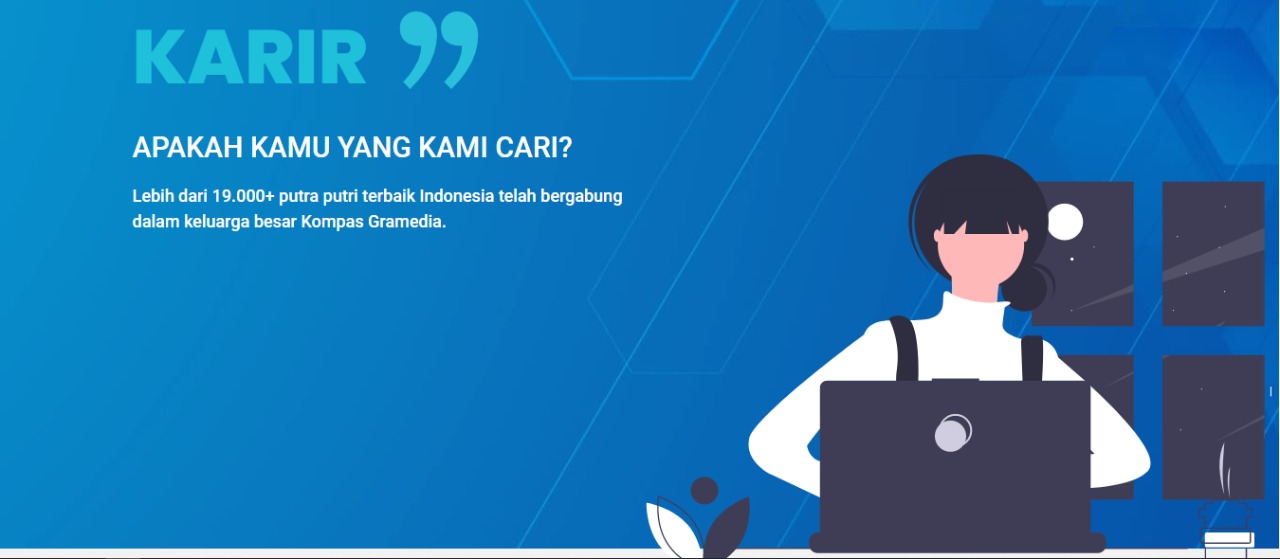 KARIR ”
APAKAH KAMU YANG KAMI CARI?
Lebih dari 19.000+ putra putri terbaik Indonesia telah bergabung
dalam keluarga besar Kompas Gramedia.